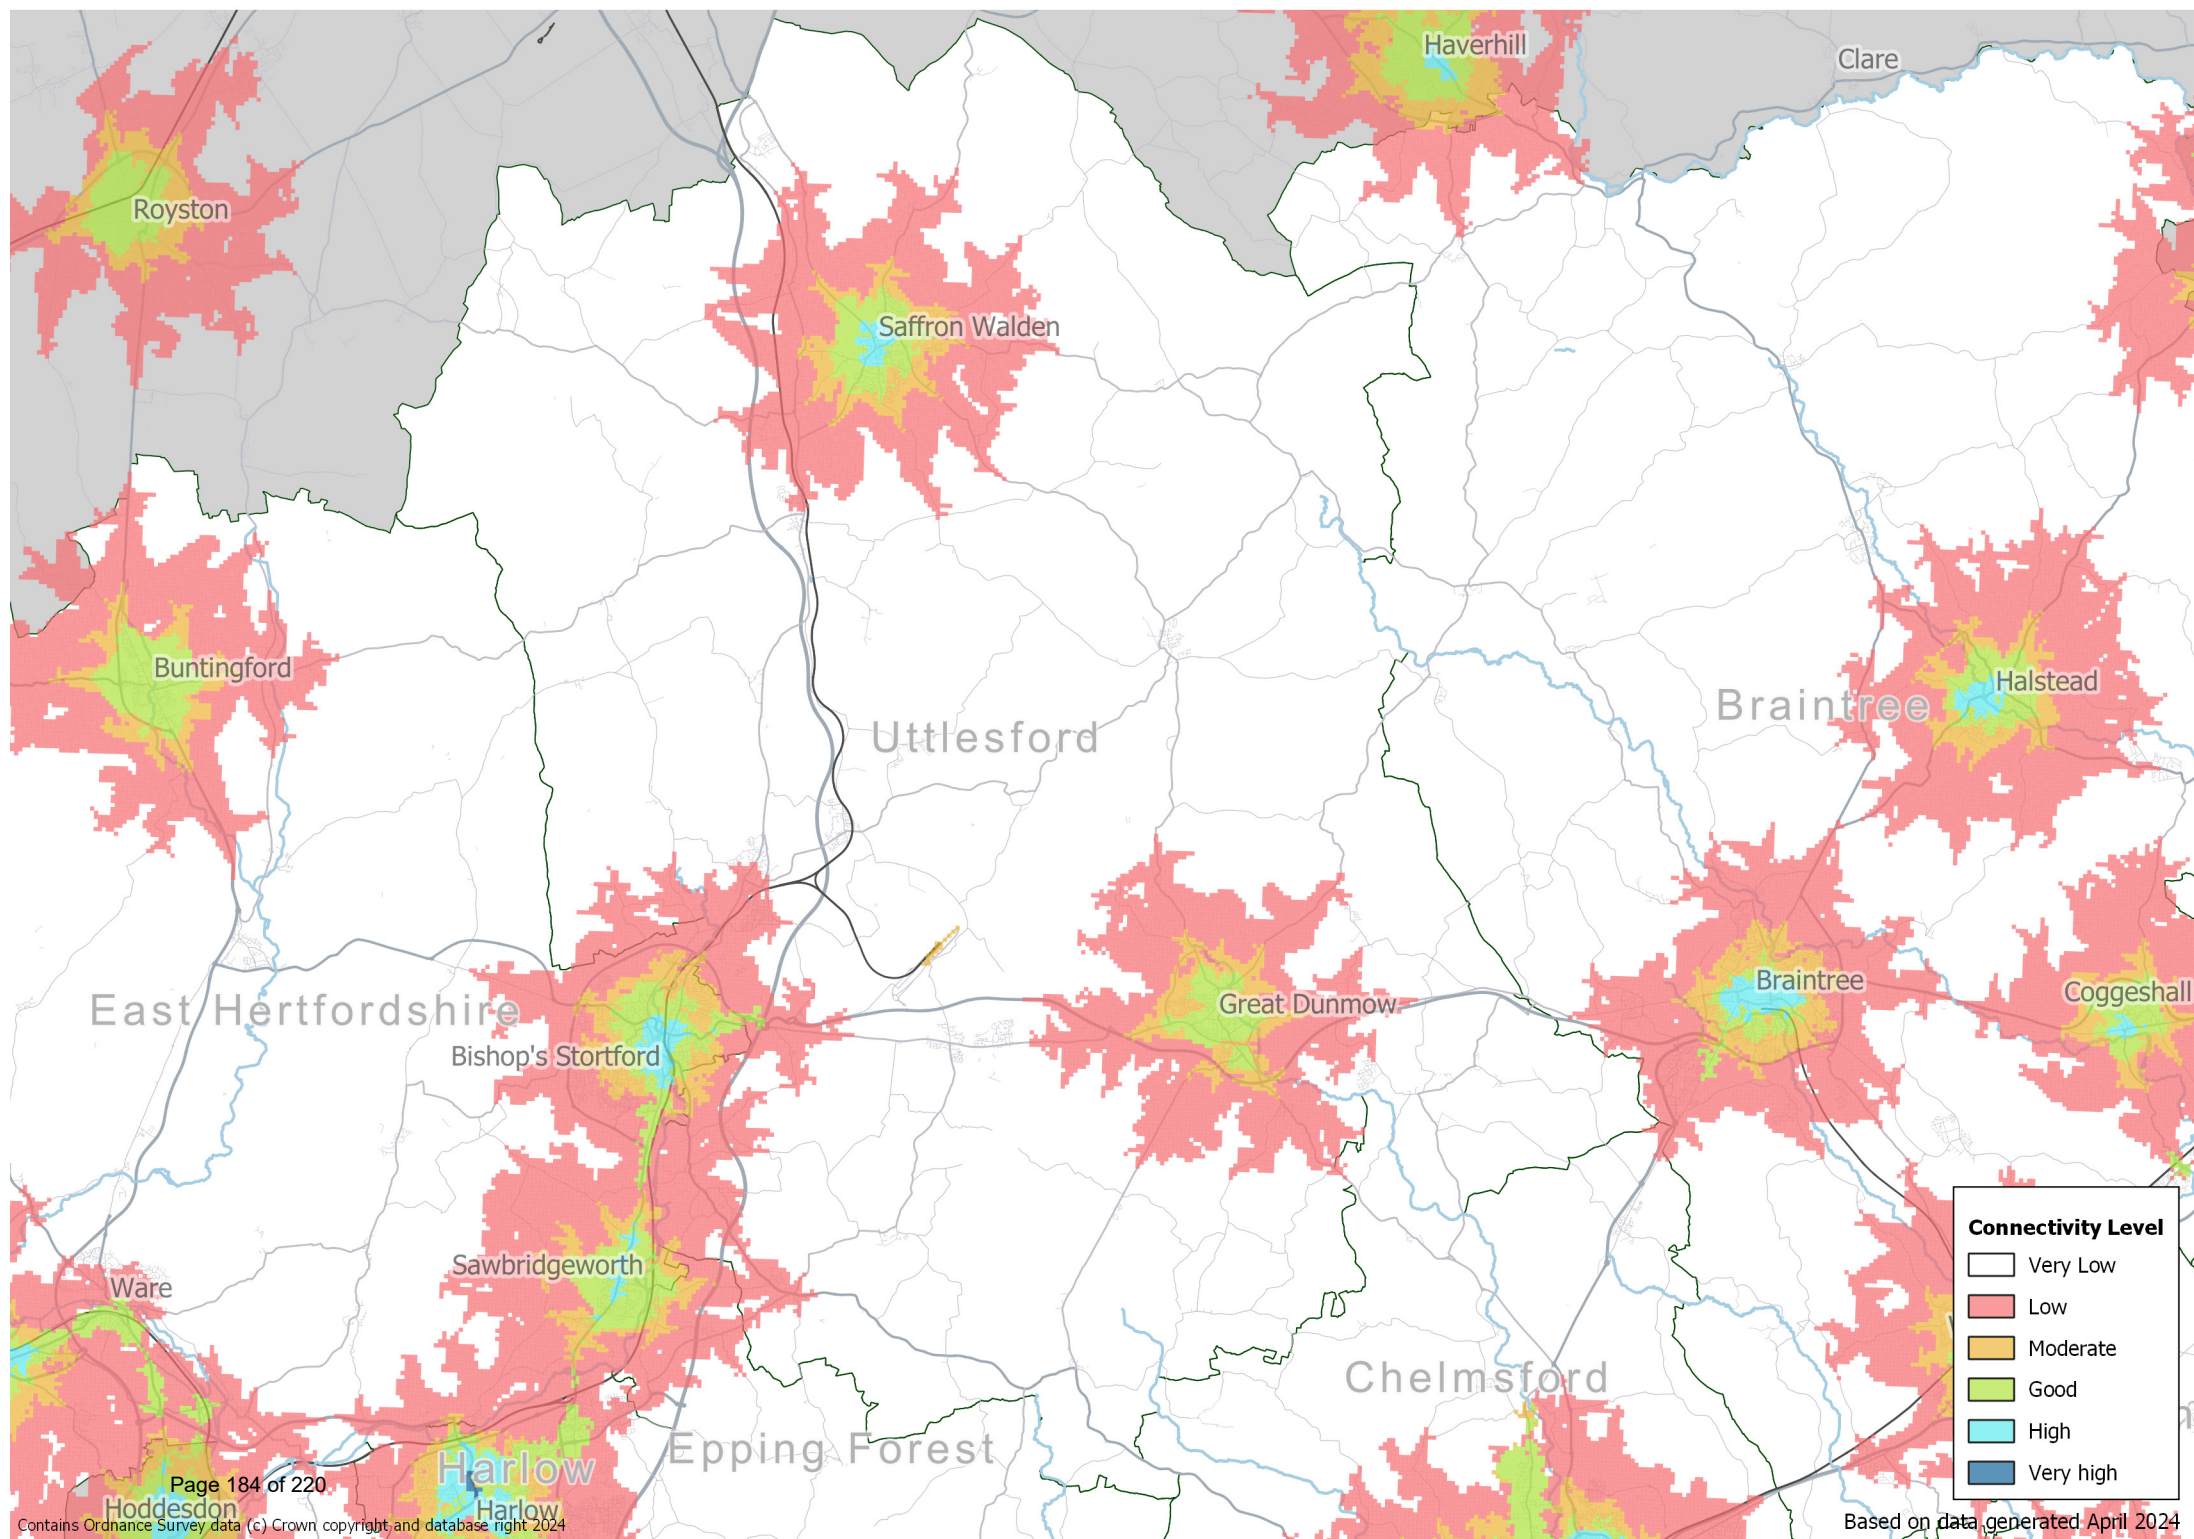 Haverhill
Clare
Royston
Saffron Walden
Buntingford
Halstead
Braintree
Uttlesford
Braintree
Coggeshall
Great Dunmow
East Hertfordshire
Bishop's Stortford
Sawbridgeworth
Ware
Chelmsford
Epping Forest
Harlow
Harlow
Hoddesdon
Page 184 of 220
Contains Ordnance Survey data (c) Crown copyright and database right 2024
Connectivity Level
Very Low
Low
Moderate
Good
High
Very high
Based on data generated April 2024